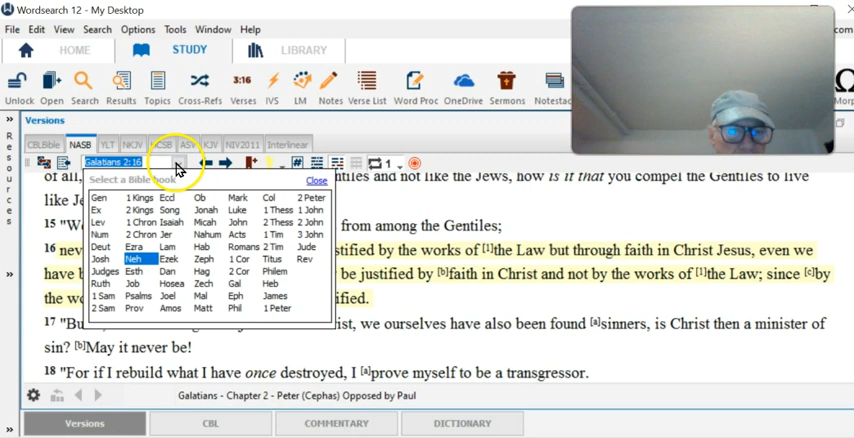 Wordsearch 12 - My Desktop
File Edit View Search Options Tools Window Help
HOME STUDY LIBRARY
3:16
Unlock Open Search Results Topics Cross-Refs Verses IVS LM Notes Verse List Word Proc OneDrive Sermons Notestac
Versions
CBLBible NASB YLT NKJV ASV KJV NIV2011 Interlinear
Galatians 2:16 1
Resources
Select a Bible book Close
Gen 1 Kings Eccl Ob Mark Col 2 Peter
Ex 2 Kings Song Jonah Luke 1 Thess 1 John
Lev 1 Chron Isaiah Micah John 2 Thess 2 John
Num 2 Chron Jer Nahum Acts 1 Tim 3 John
Deut Ezra Lam Hab Romans 2 Tim Jude
Josh Neh Ezek Zeph 1 Cor Titus Rev
Judges Esth Dan Hag 2 Cor Philem
Ruth Job Hosea Zech Gal Heb
1 Sam Psalms Joel Mal Eph James
2 Sam Prov Amos Matt Phil 1 Peter
of all, Gentiles and not like the Jews, how is it that you compel the Gentiles to live
like Je
15 "W from among the Gentiles;
16 nev stified by the works of [1]the Law but through faith in Christ Jesus, even we
have b be justified by [b]faith in Christ and not by the works of [1]the Law; since [c]by
the wo ified.
17 "Bu ist, we ourselves have also been found [a]sinners, is Christ then a minister of
sin? [b]May it never be!
18 "For if I rebuild what I have once destroyed, I [a]prove myself to be a transgressor.
Galatians - Chapter 2 - Peter (Cephas) Opposed by Paul
Versions CBL COMMENTARY DICTIONARY